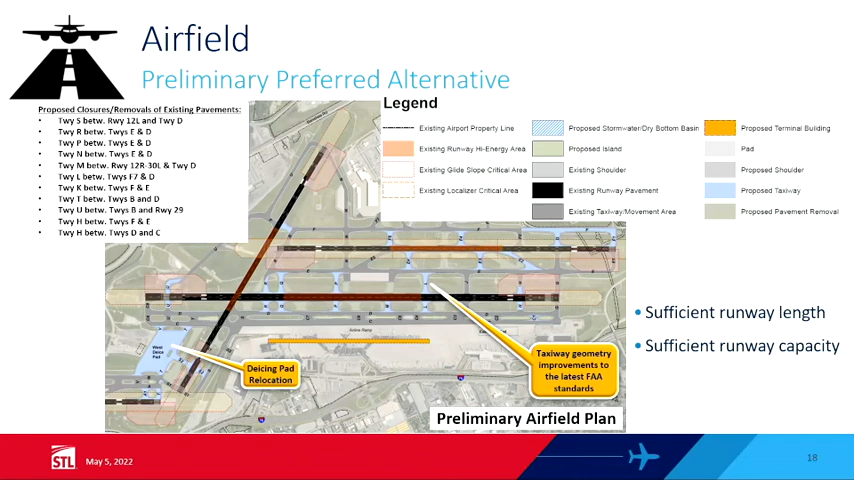 Airfield
Preliminary Preferred Alternative
Proposed Closures/Removals of Existing Pavements:
• Twy S betw. Rwy 12L and Twy D
• Twy R betw. Twys E & D
• Twy P betw. Twys E & D
• Twy N betw. Twys E & D
• Twy M betw. Rwy 12R-30L & Twy D
• Twy L betw. Twys F7 & D
• Twy K betw. Twys F & E
• Twy T betw. Twys B and D
• Twy U betw. Twys B and Rwy 29
• Twy H betw. Twys F & E
• Twy H betw. Twys D and C
Legend
Existing Airport Property Line
Existing Runway Hi-Energy Area
Existing Glide Slope Critical Area
Existing Localizer Critical Area
Proposed Stormwater/Dry Bottom Basin
Proposed Island
Existing Shoulder
Existing Runway Pavement
Existing Taxiway/Movement Area
Proposed Terminal Building
Pad
Proposed Shoulder
Proposed Taxiway
Proposed Pavement Removal
West
Deice
Pad
Deicing Pad
Relocation
Taxiway geometry
improvements to
the latest FAA
standards
Preliminary Airfield Plan
• Sufficient runway length
• Sufficient runway capacity
STL
May 5, 2022
18